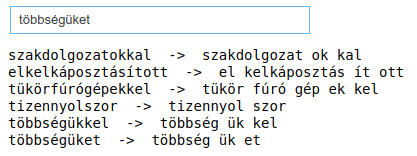 többségüket
szakdolgozatokkal  ->  szakdolgozat ok kal
elkelkáposztásított  ->  el kelkáposztás ít ott
tükörfúrógépekkel  ->  tükör fúró gép ek kel
tizennyolszor  ->  tizennyol szor
többségükkel  ->  többség ük kel
többségüket  ->  többség ük et